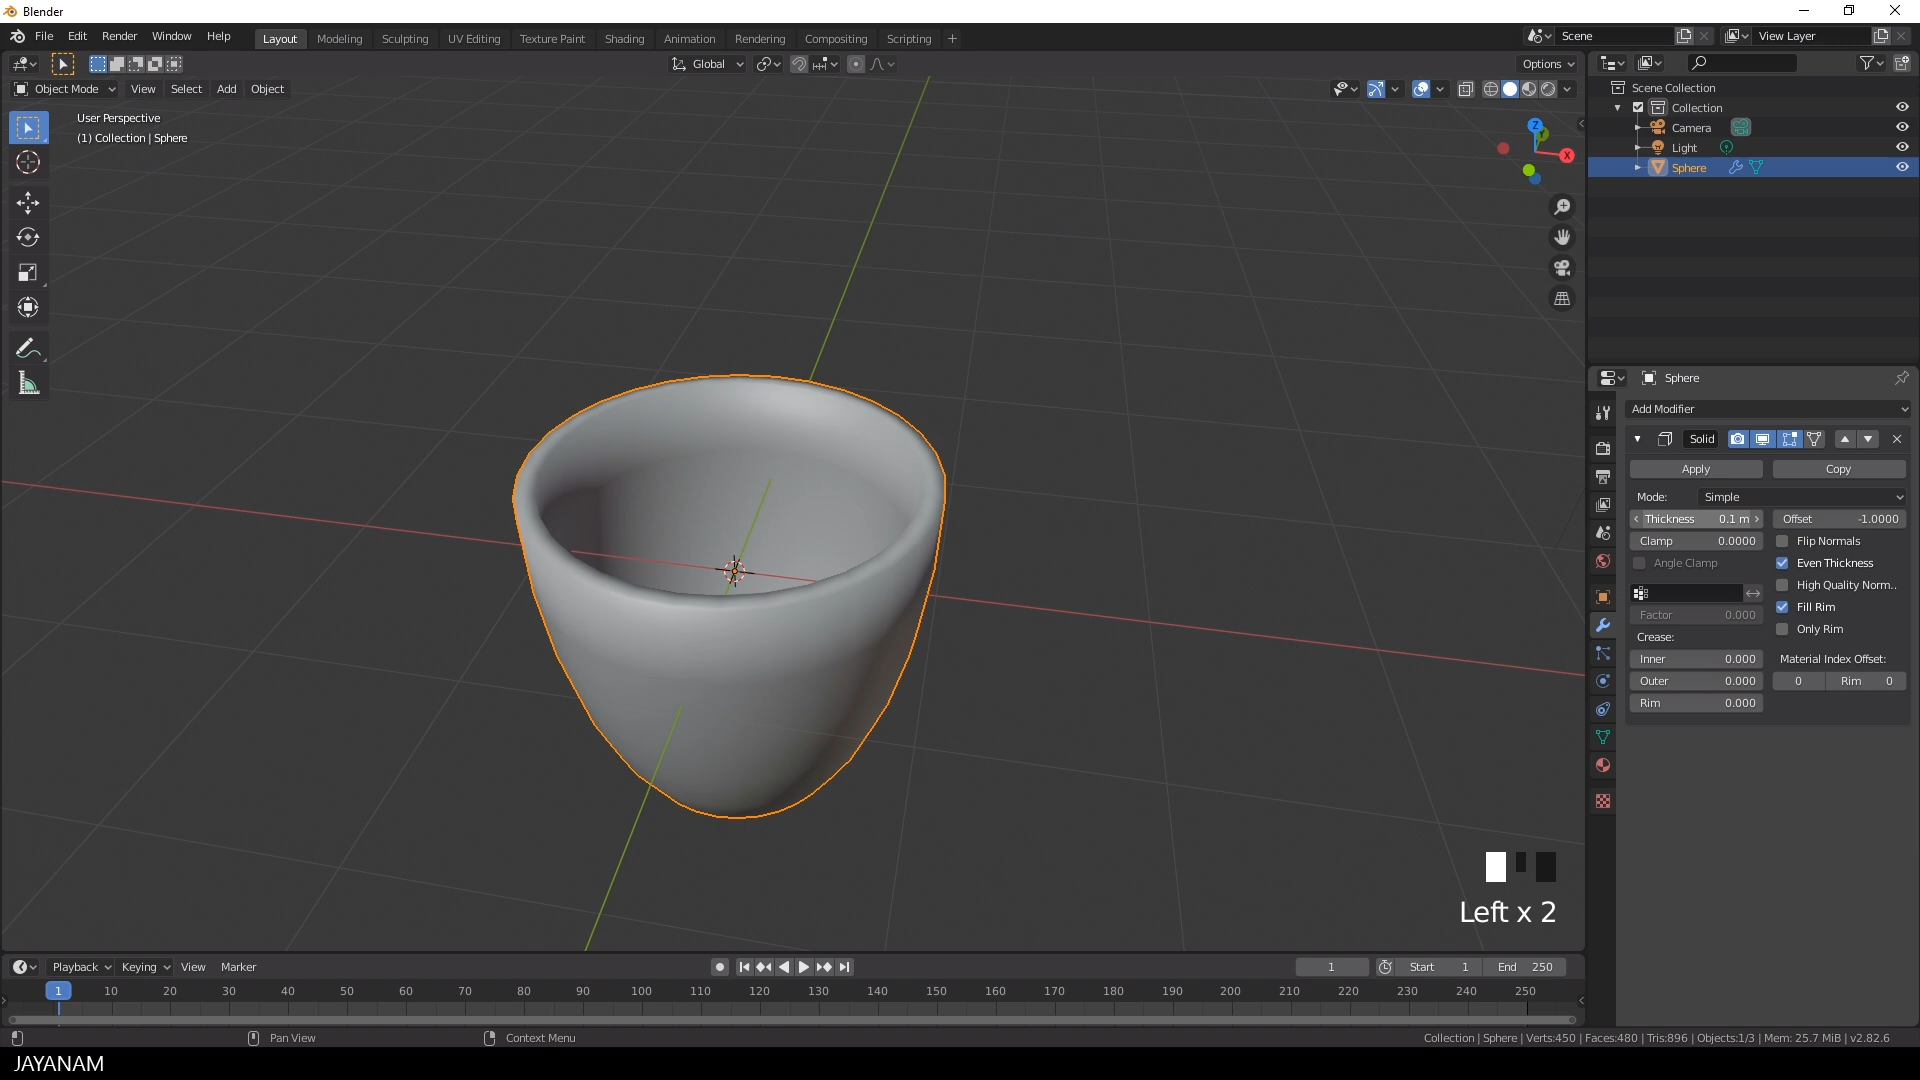 Blender
File Edit Render Window Help
Layout Modeling Sculpting UV Editing Texture Paint Shading Animation Rendering Compositing Scripting +
Scene
View Layer
Global
Options
Object Mode View Select Add Object
User Perspective
(1) Collection | Sphere
Z
X
Scene Collection
Collection
Camera
Light
Sphere
Sphere
Add Modifier
Solid
Apply
Copy
Mode: Simple
Thickness 0.1 m
Offset -1.0000
Clamp 0.0000
Flip Normals
Angle Clamp
Even Thickness
High Quality Norm..
Factor 0.000
Fill Rim
Crease:
Only Rim
Inner 0.000
Material Index Offset:
Outer 0.000
0 Rim 0
Rim 0.000
Left x 2
Playback Keying View Marker
1
Start 1
End 250
1 10 20 30 40 50 60 70 80 90 100 110 120 130 140 150 160 170 180 190 200 210 220 230 240 250
Pan View
Context Menu
Collection | Sphere | Verts:450 | Faces:480 | Tris:896 | Objects:1/3 | Mem: 25.7 MiB | v2.82.6
JAYANAM